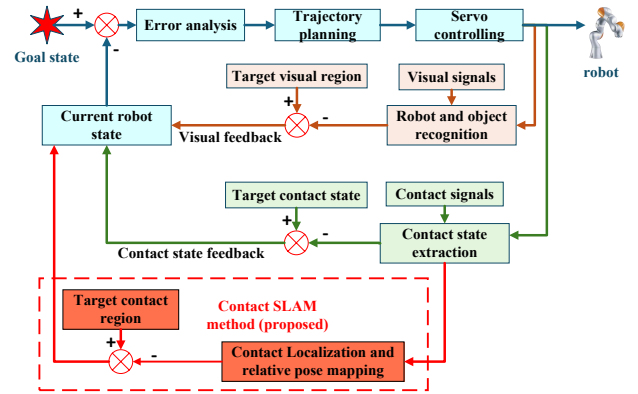 +
Error analysis
Trajectory
planning
Servo
controlling
Goal state
-
robot
Target visual region
Visual signals
+
Current robot
state
-
Robot and object
recognition
Visual feedback
Target contact state
Contact signals
+
-
Contact state
extraction
Contact state feedback
Target contact
region
Contact SLAM
method (proposed)
+
-
Contact Localization and
relative pose mapping